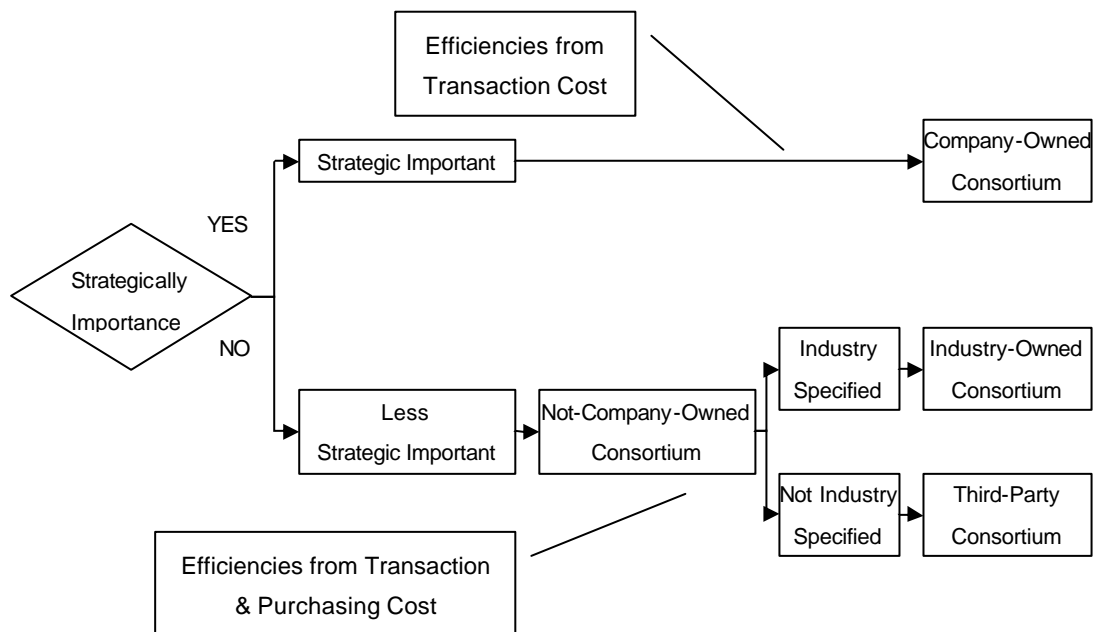 Efficiencies from
Transaction Cost
Strategic Important
Company-Owned
Consortium
YES
Strategically
Importance
NO
Less
Strategic Important
Not-Company-Owned
Consortium
Industry
Specified
Industry-Owned
Consortium
Not Industry
Specified
Third-Party
Consortium
Efficiencies from Transaction
& Purchasing Cost